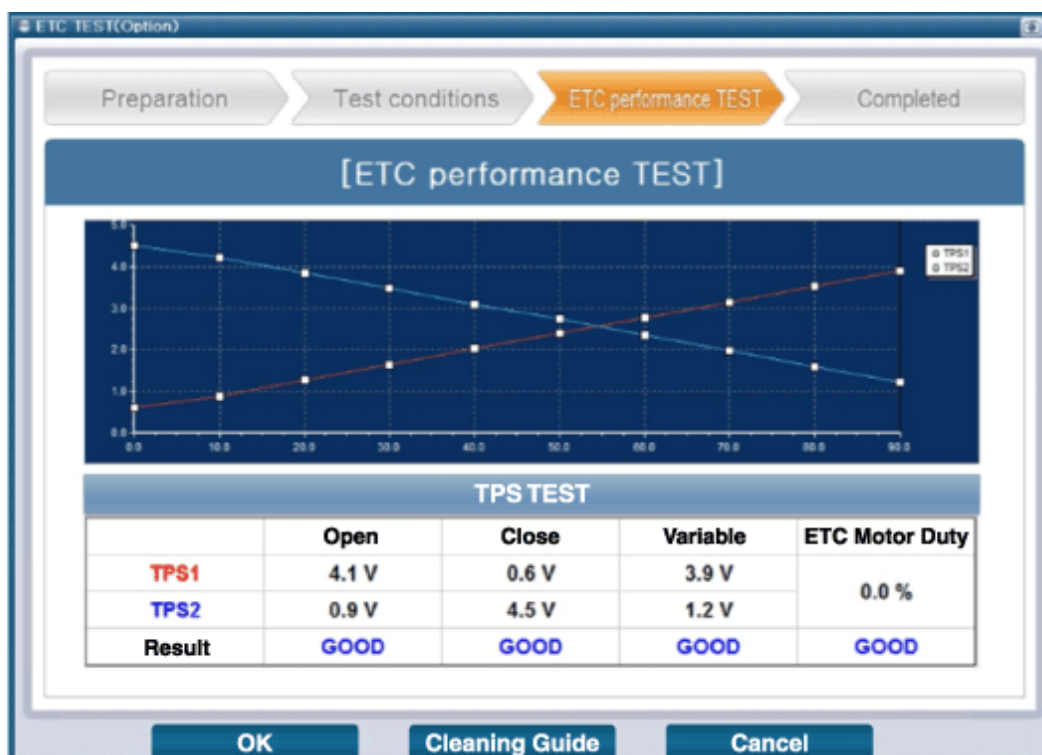 ETC TEST(Option)
Preparation Test conditions ETC performance TEST Completed
[ETC performance TEST]
5.0
4.0
3.0
2.0
1.0
0.0
0.0 10.0 20.0 30.0 40.0 50.0 60.0 70.0 80.0 90.0
TPS1
TPS2
TPS TEST
Open Close Variable ETC Motor Duty
TPS1 4.1 V 0.6 V 3.9 V 0.0 %
TPS2 0.9 V 4.5 V 1.2 V
Result GOOD GOOD GOOD GOOD
OK Cleaning Guide Cancel